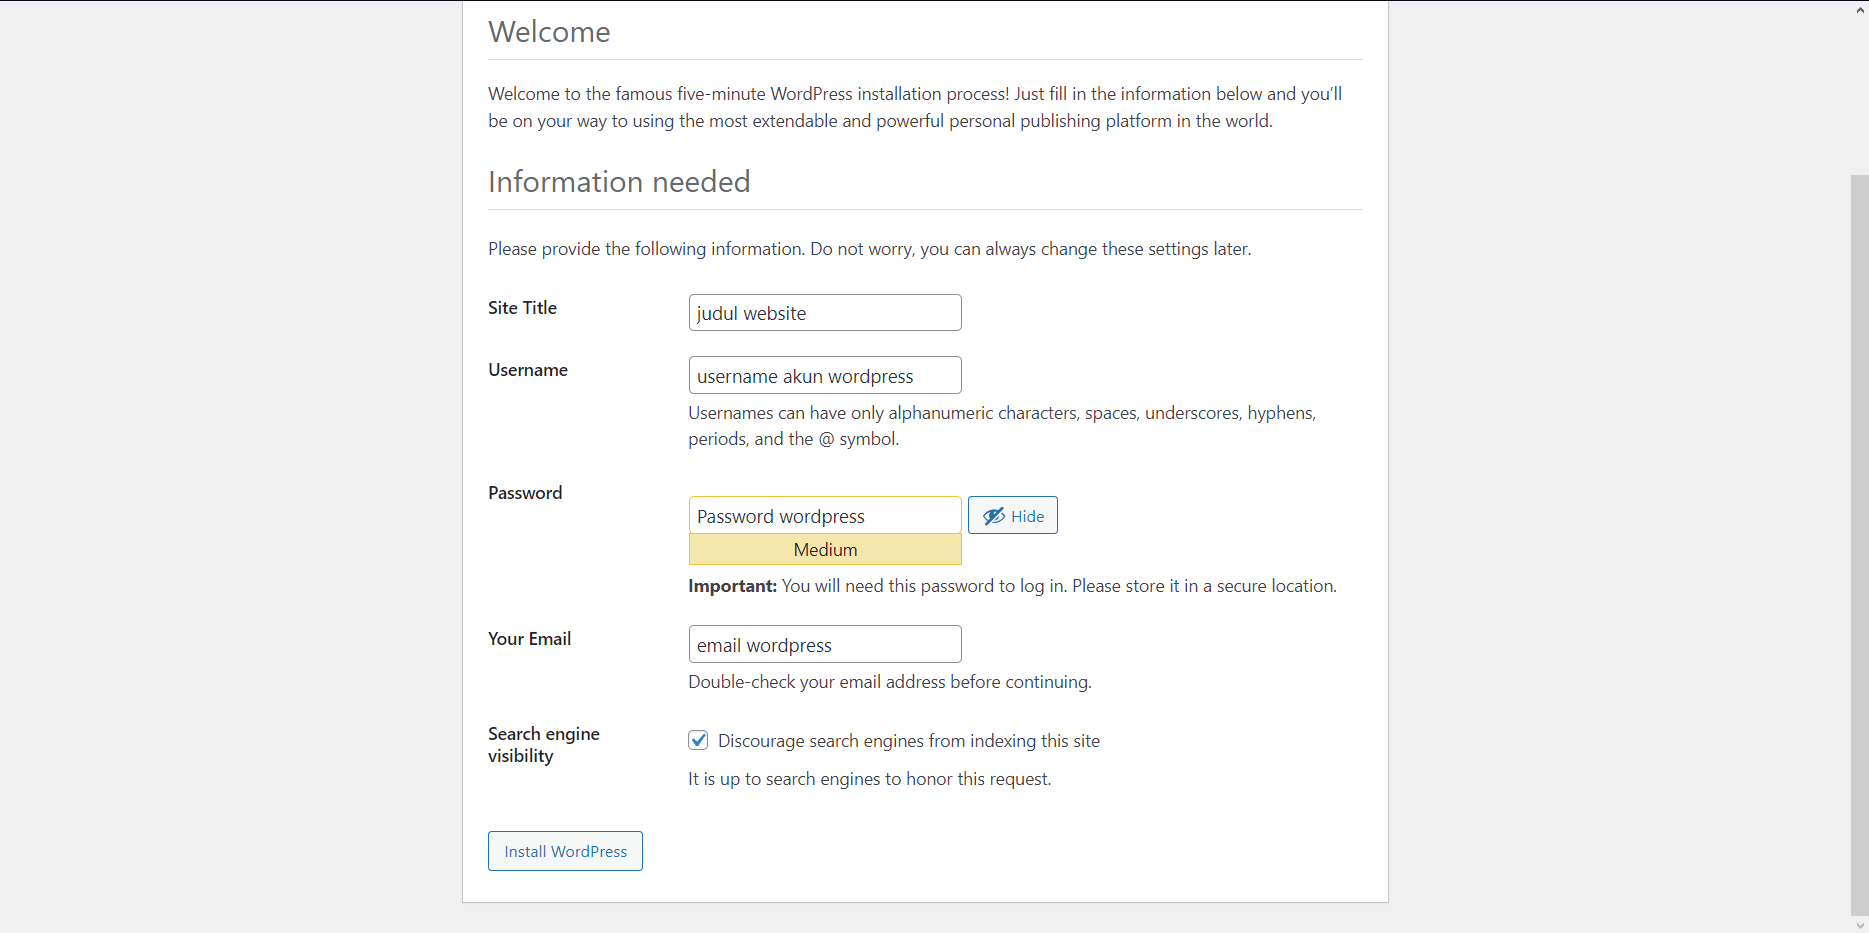 Welcome
Welcome to the famous five-minute WordPress installation process! Just fill in the information below and you’ll
be on your way to using the most extendable and powerful personal publishing platform in the world.
Information needed
Please provide the following information. Do not worry, you can always change these settings later.
Site Title
judul website
Username
username akun wordpress
Usernames can have only alphanumeric characters, spaces, underscores, hyphens,
periods, and the @ symbol.
Password
Password wordpress
Hide
Medium
Important: You will need this password to log in. Please store it in a secure location.
Your Email
email wordpress
Double-check your email address before continuing.
Search engine
visibility
Discourage search engines from indexing this site
It is up to search engines to honor this request.
Install WordPress